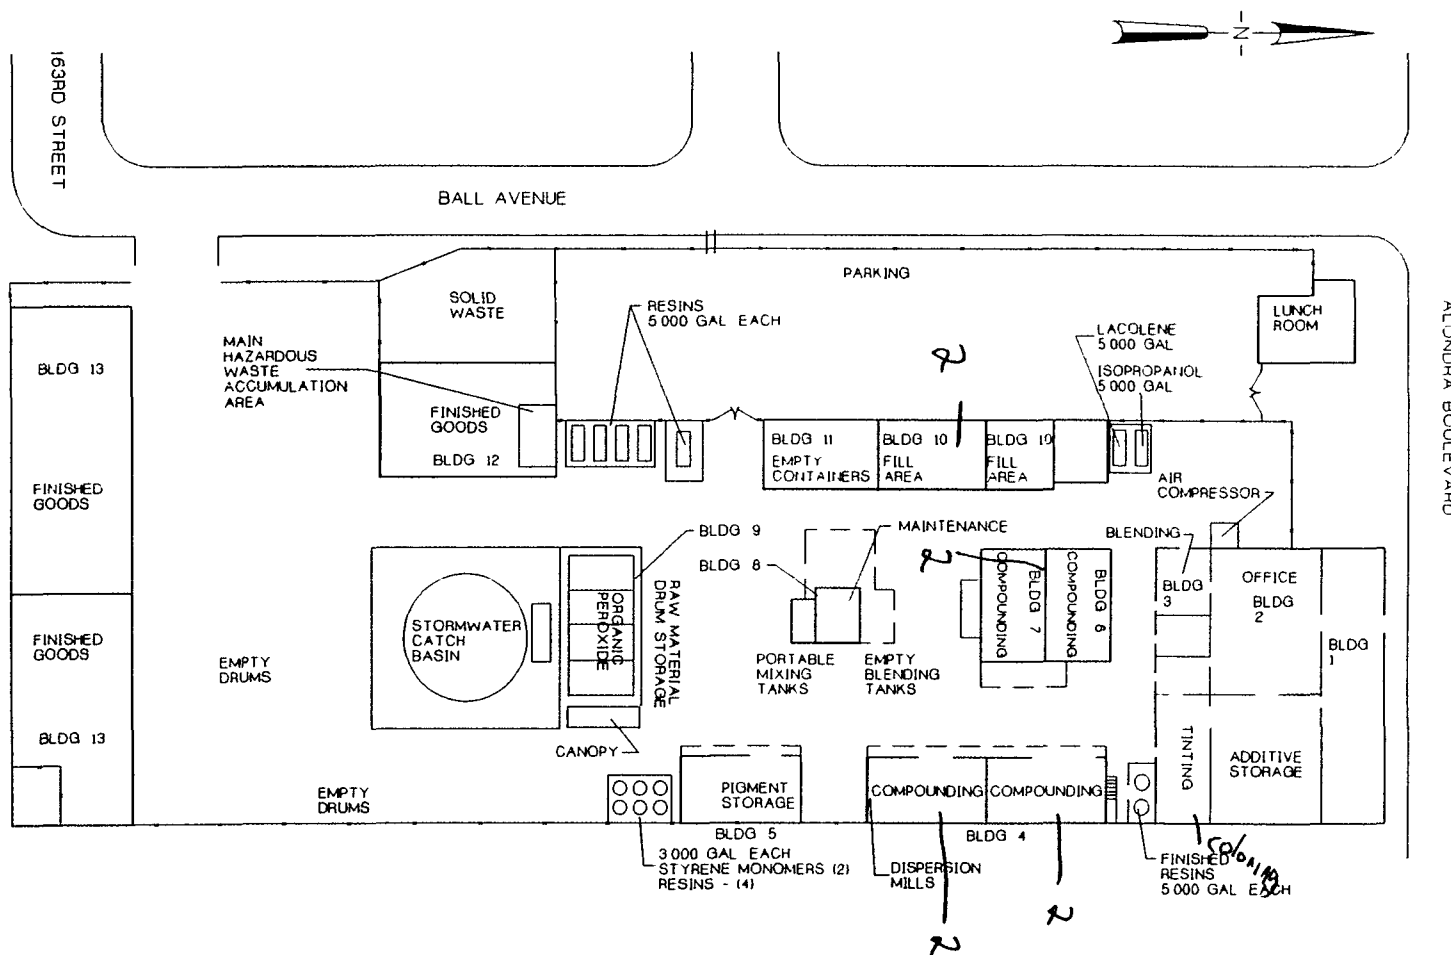 N
163RD STREET
BALL AVENUE
ALONDRA BOULEVARD
PARKING
SOLID
WASTE
RESINS
5 000 GAL EACH
LUNCH
ROOM
LACOLENE
5 000 GAL
ISOPROPANOL
5 000 GAL
MAIN
HAZARDOUS
WASTE
ACCUMULATION
AREA
BLDG 13
FINISHED
GOODS
BLDG 12
2
BLDG 11
EMPTY
CONTAINERS
BLDG 10
FILL
AREA
BLDG 10
FILL
AREA
AIR
COMPRESSOR
FINISHED
GOODS
BLDG 9
BLDG 8
MAINTENANCE
2
BLENDING
BLDG 7
COMPOUNDING
BLDG 6
COMPOUNDING
BLDG
3
OFFICE
BLDG
2
BLDG
1
STORMWATER
CATCH
BASIN
ORGANIC
PEROXIDE
RAW MATERIAL
DRUM STORAGE
FINISHED
GOODS
EMPTY
DRUMS
PORTABLE
MIXING
TANKS
EMPTY
BLENDING
TANKS
BLDG 13
CANOPY
TINTING
ADDITIVE
STORAGE
EMPTY
DRUMS
PIGMENT
STORAGE
COMPOUNDING
COMPOUNDING
BLDG 5
BLDG 4
3 000 GAL EACH
STYRENE MONOMERS (2)
RESINS - (4)
DISPERSION
MILLS
FINISHED
RESINS
5 000 GAL EACH
coloring
2
2